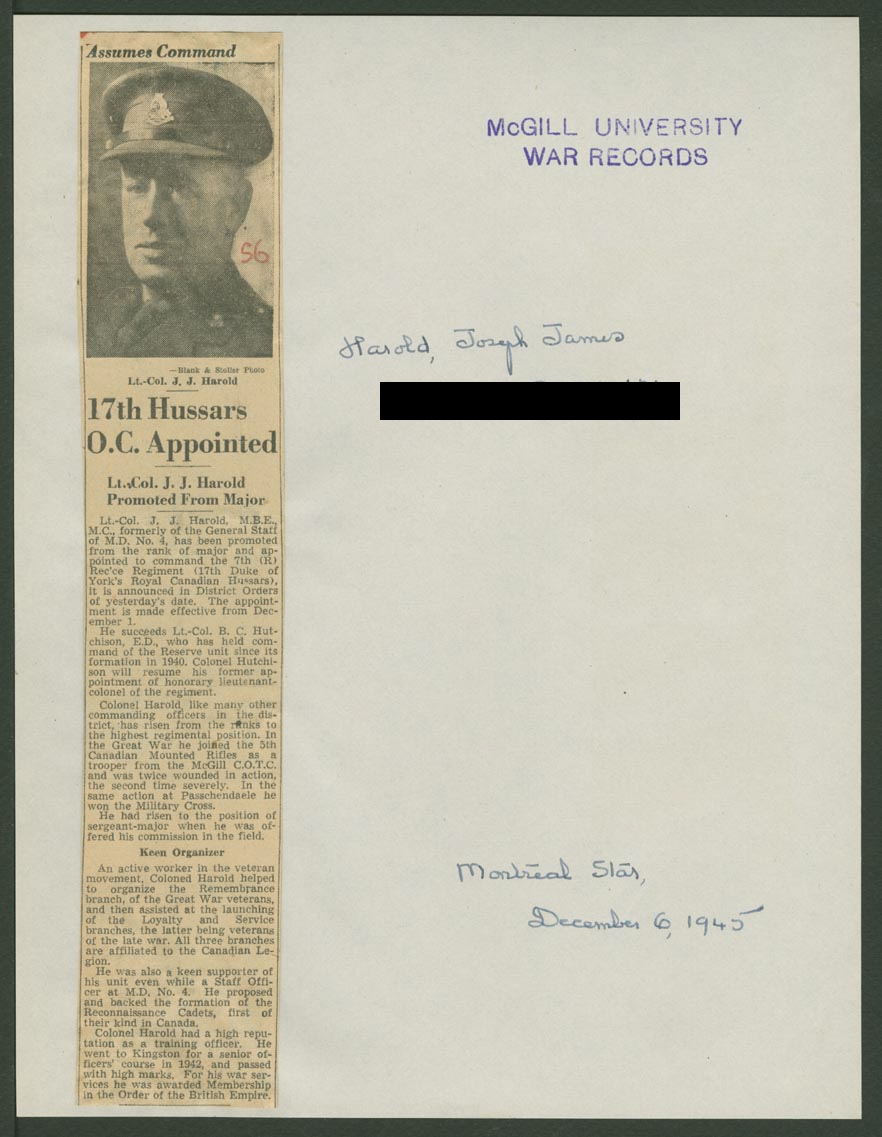 Assumes Command
56
—Blank & Stoller Photo
Lt.-Col. J. J. Harold
17th Hussars
O.C. Appointed
Lt.-Col. J. J. Harold
Promoted From Major
Lt.-Col. J. J. Harold, M.B.E.,
M.C., formerly of the General Staff
of M.D. No. 4, has been promoted
from the rank of major and ap-
pointed to command the 7th (R)
Rec'ce Regiment (17th Duke of
York's Royal Canadian Hussars),
it is announced in District Orders
of yesterday's date. The appoint-
ment is made effective from Dec-
ember 1.
He succeeds Lt.-Col. B. C. Hut-
chison, E.D., who has held com-
mand of the Reserve unit since its
formation in 1940. Colonel Hutchi-
son will resume his former ap-
pointment of honorary lieutenant-
colonel of the regiment.
Colonel Harold, like many other
commanding officers in the dis-
trict, has risen from the ranks to
the highest regimental position. In
the Great War he joined the 5th
Canadian Mounted Rifles as a
trooper from the McGill C.O.T.C.
and was twice wounded in action,
the second time severely. In the
same action at Passchendaele he
won the Military Cross.
He had risen to the position of
sergeant-major when he was of-
fered his commission in the field.
Keen Organizer
An active worker in the veteran
movement, Coloned Harold helped
to organize the Remembrance
branch, of the Great War veterans,
and then assisted at the launching
of the Loyalty and Service
branches, the latter being veterans
of the late war. All three branches
are affiliated to the Canadian Le-
gion.
He was also a keen supporter of
his unit even while a Staff Offi-
cer at M.D. No. 4. He proposed
and backed the formation of the
Reconnaissance Cadets, first of
their kind in Canada.
Colonel Harold had a high repu-
tation as a training officer. He
went to Kingston for a senior of-
ficers' course in 1942, and passed
with high marks. For his war ser-
vices he was awarded Membership
in the Order of the British Empire.
McGILL UNIVERSITY
WAR RECORDS
Harold, Joseph James
Montreal Star,
December 6, 1945